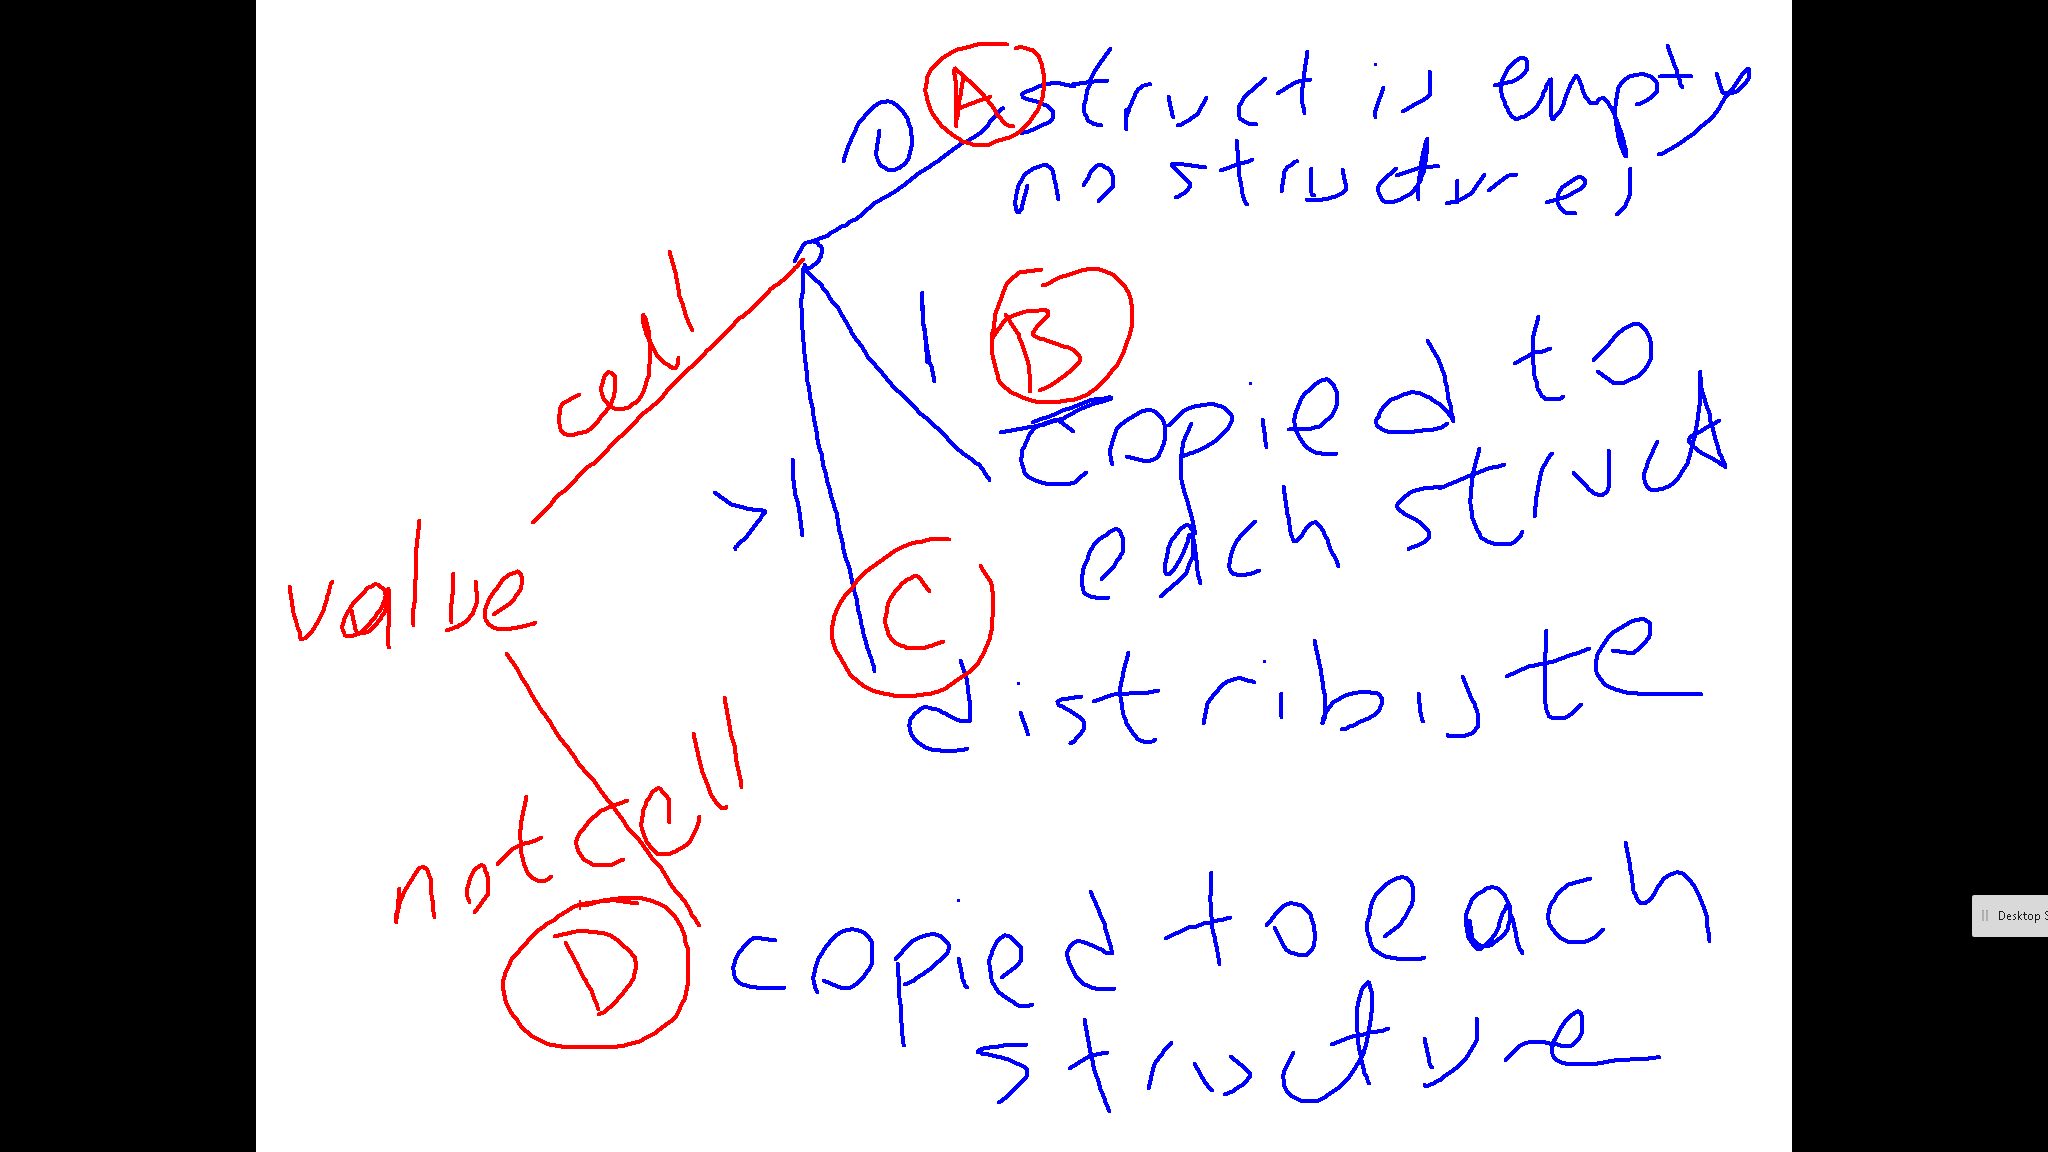 0 A struct is empty
no structures
cell
1 B
copied to
each struct
>1
C
distribute
value
not cell
D copied to each
structure
Desktop S